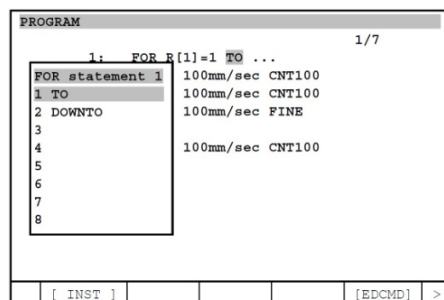 PROGRAM
1/7
1: FOR R[1]=1 TO ...
FOR statement 1
1 TO
2 DOWNTO
3
4
5
6
7
8
100mm/sec CNT100
100mm/sec CNT100
100mm/sec FINE
100mm/sec CNT100
[ INST ] [EDCMD] >